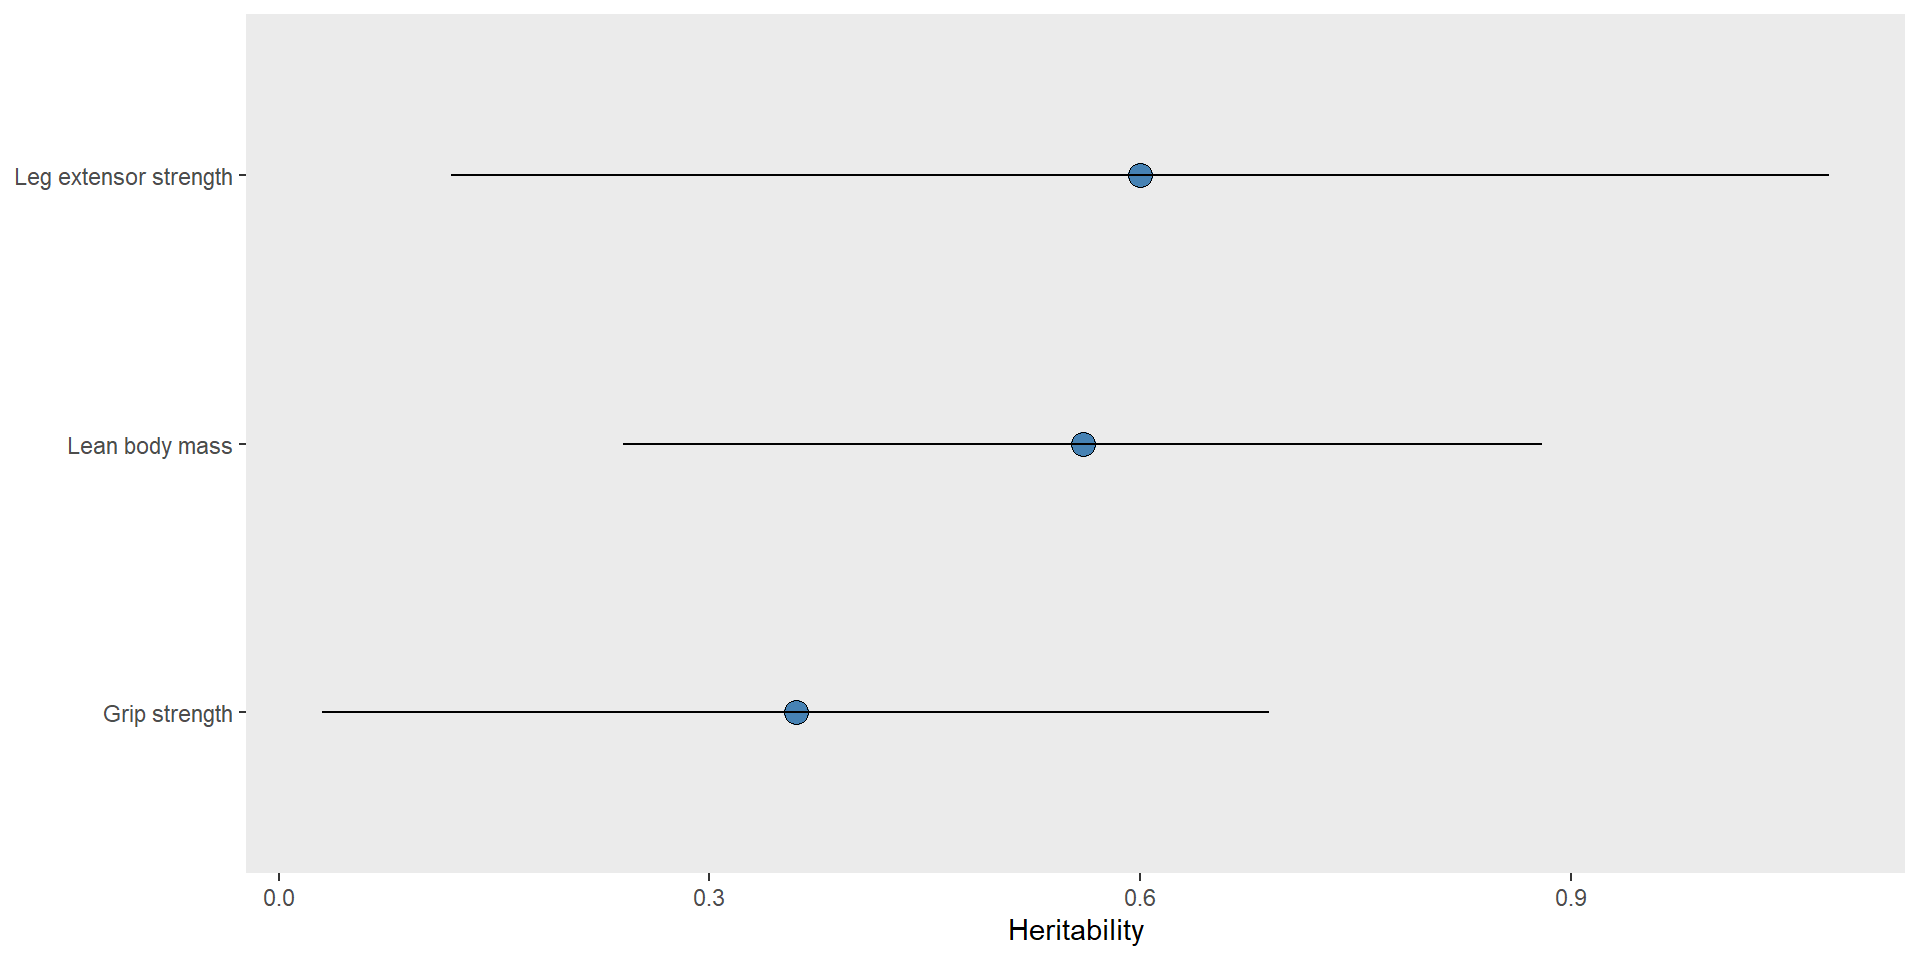 Leg extensor strength
Lean body mass
Grip strength
0.0 0.3 0.6 0.9
Heritability